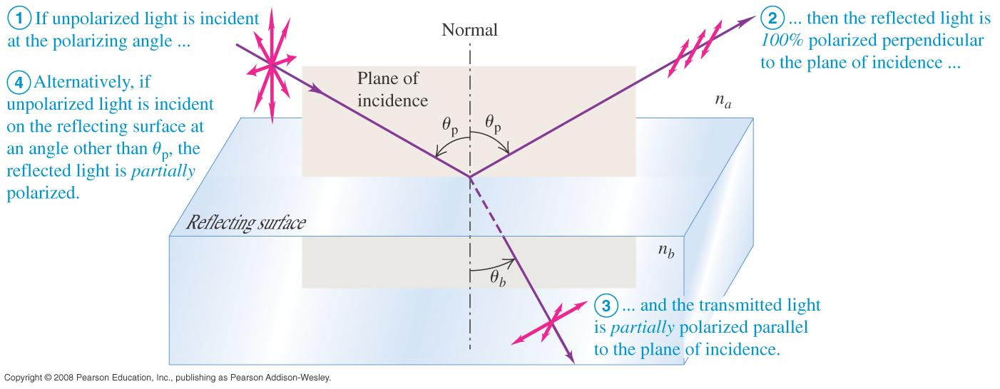 1 If unpolarized light is incident
at the polarizing angle ...
4 Alternatively, if
unpolarized light is incident
on the reflecting surface at
an angle other than θp, the
reflected light is partially
polarized.
Normal
Plane of
incidence
θp
θp
2 ... then the reflected light is
100% polarized perpendicular
to the plane of incidence ...
na
Reflecting surface
nb
θb
3 ... and the transmitted light
is partially polarized parallel
to the plane of incidence.
Copyright © 2008 Pearson Education, Inc., publishing as Pearson Addison-Wesley.